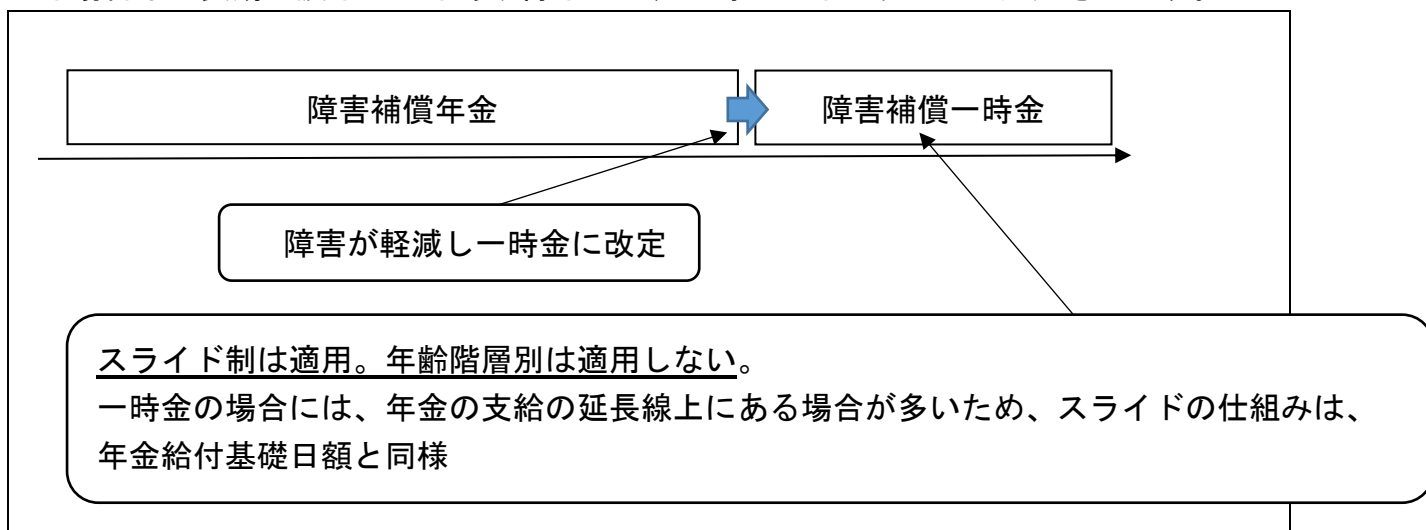 障害補償年金
障害補償一時金
障害が軽減し一時金に改定
スライド制は適用。年齢階層別は適用しない。
一時金の場合には、年金の支給の延長線上にある場合が多いため、スライドの仕組みは、
年金給付基礎日額と同様